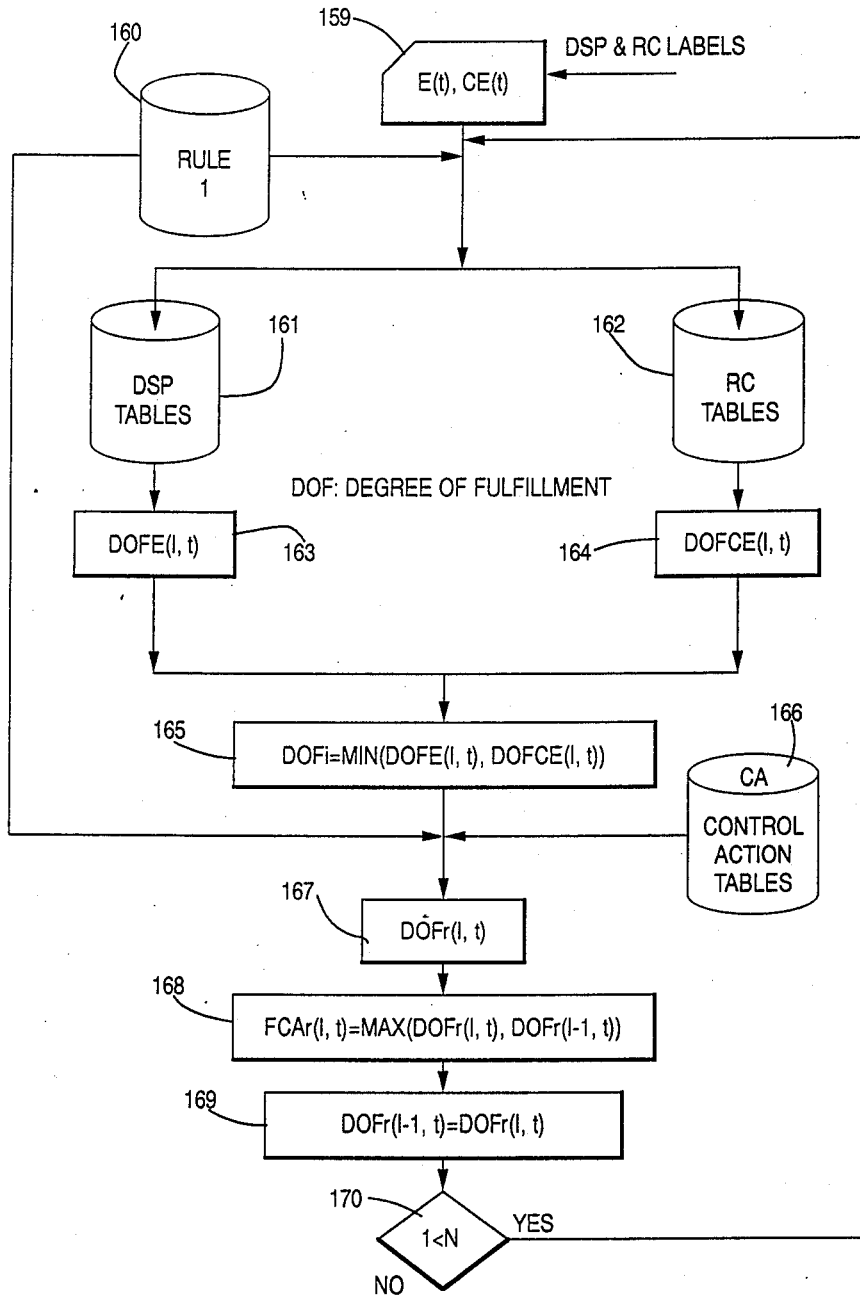 159
160
DSP & RC LABELS
E(t), CE(t)
RULE
1
161
162
DSP
TABLES
RC
TABLES
DOF: DEGREE OF FULFILLMENT
DOFE(I, t)
163
164
DOFCE(I, t)
165
DOFi=MIN(DOFE(I, t), DOFCE(I, t))
166
CA
CONTROL
ACTION
TABLES
167
DOFr(I, t)
168
FCAr(I, t)=MAX(DOFr(I, t), DOFr(I-1, t))
169
DOFr(I-1, t)=DOFr(I, t)
170
1<N
YES
NO